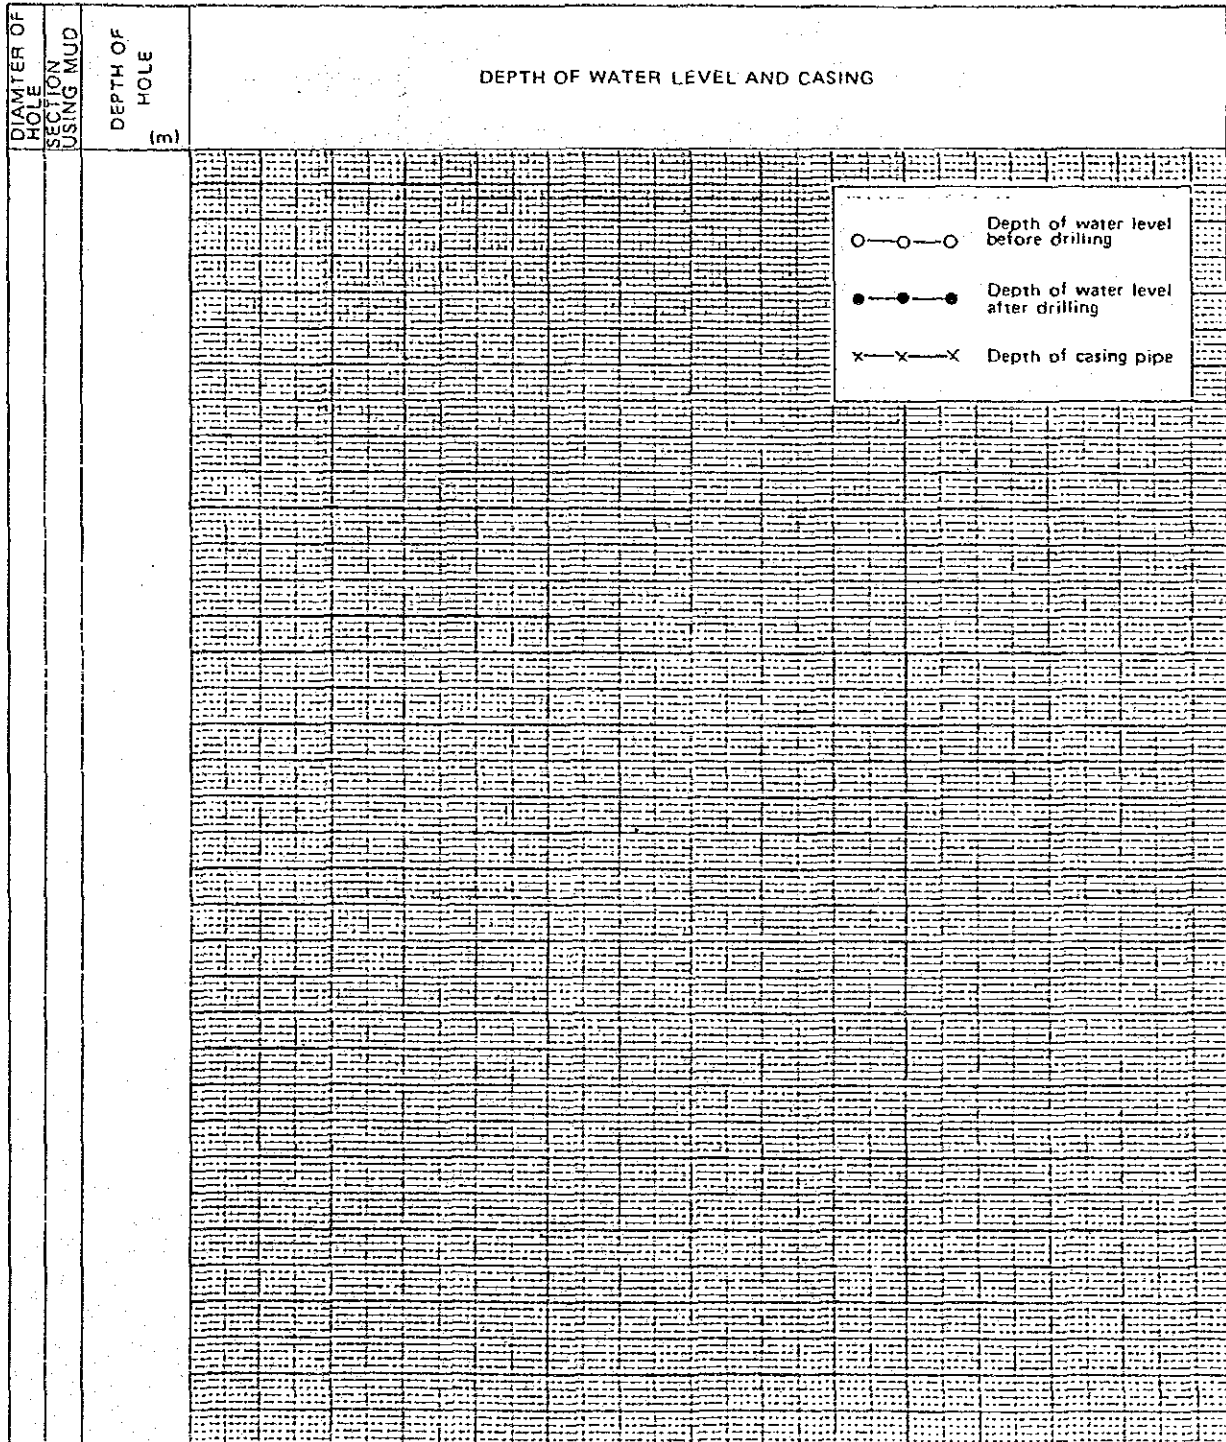 DIAMTER OF
HOLE
SECTION
USING MUD
DEPTH OF
HOLE
(m)
DEPTH OF WATER LEVEL AND CASING
Depth of water level
before drilling
Depth of water level
after drilling
Depth of casing pipe